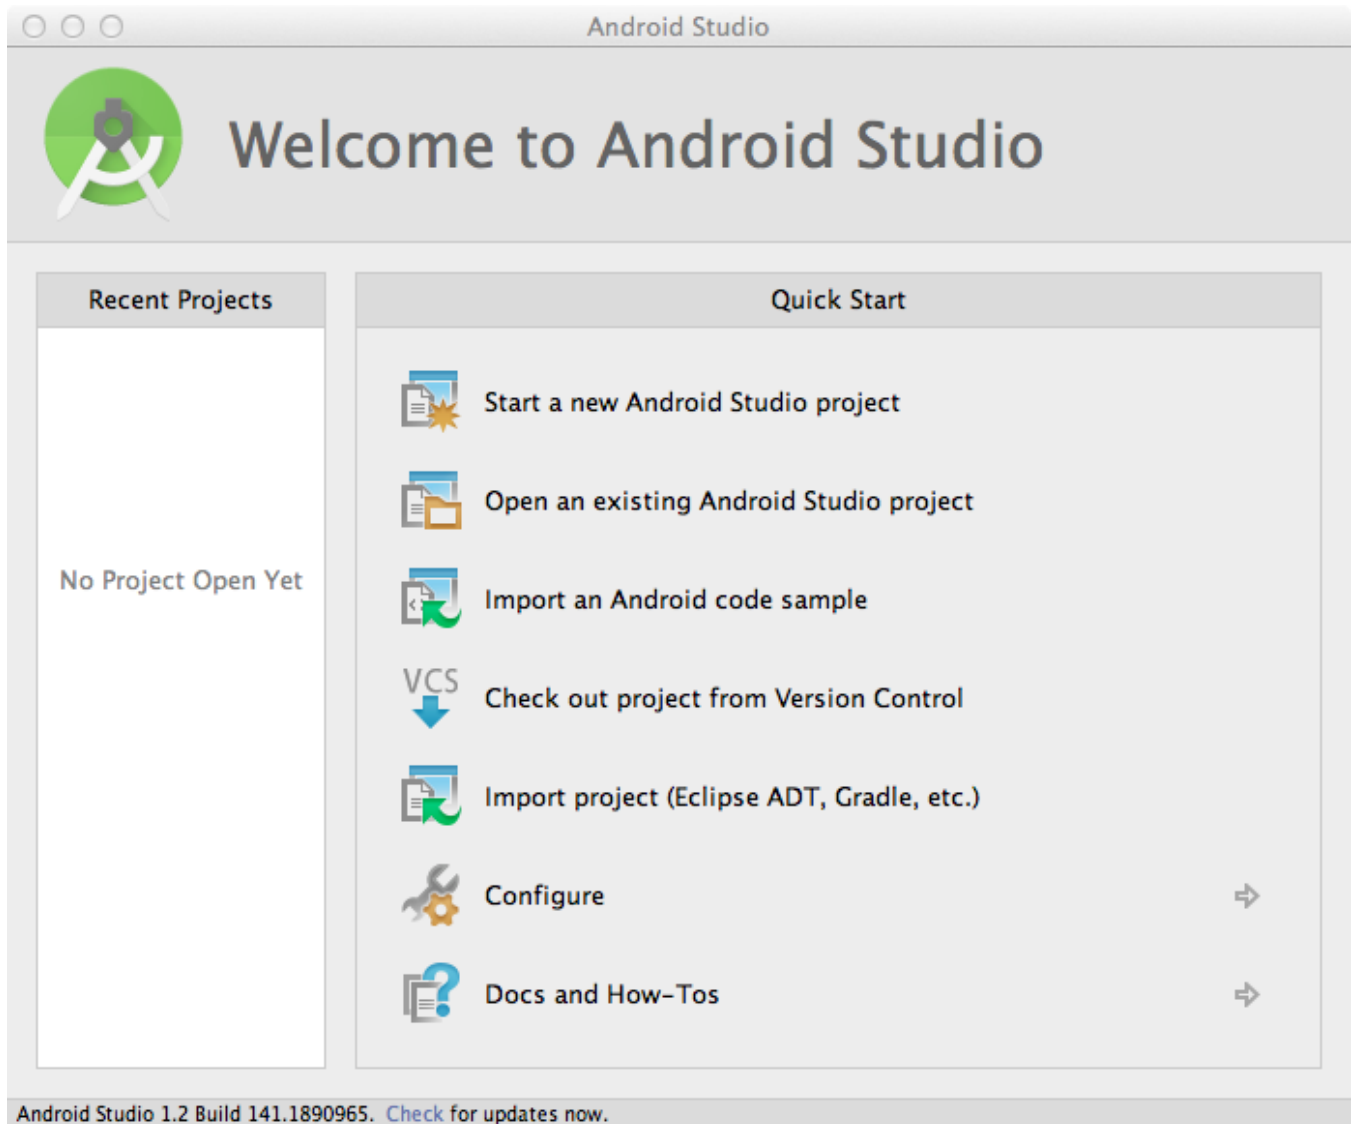 Android Studio
Welcome to Android Studio
Recent Projects
No Project Open Yet
Quick Start
Start a new Android Studio project
Open an existing Android Studio project
Import an Android code sample
VCS
Check out project from Version Control
Import project (Eclipse ADT, Gradle, etc.)
Configure
Docs and How-Tos
Android Studio 1.2 Build 141.1890965. Check for updates now.